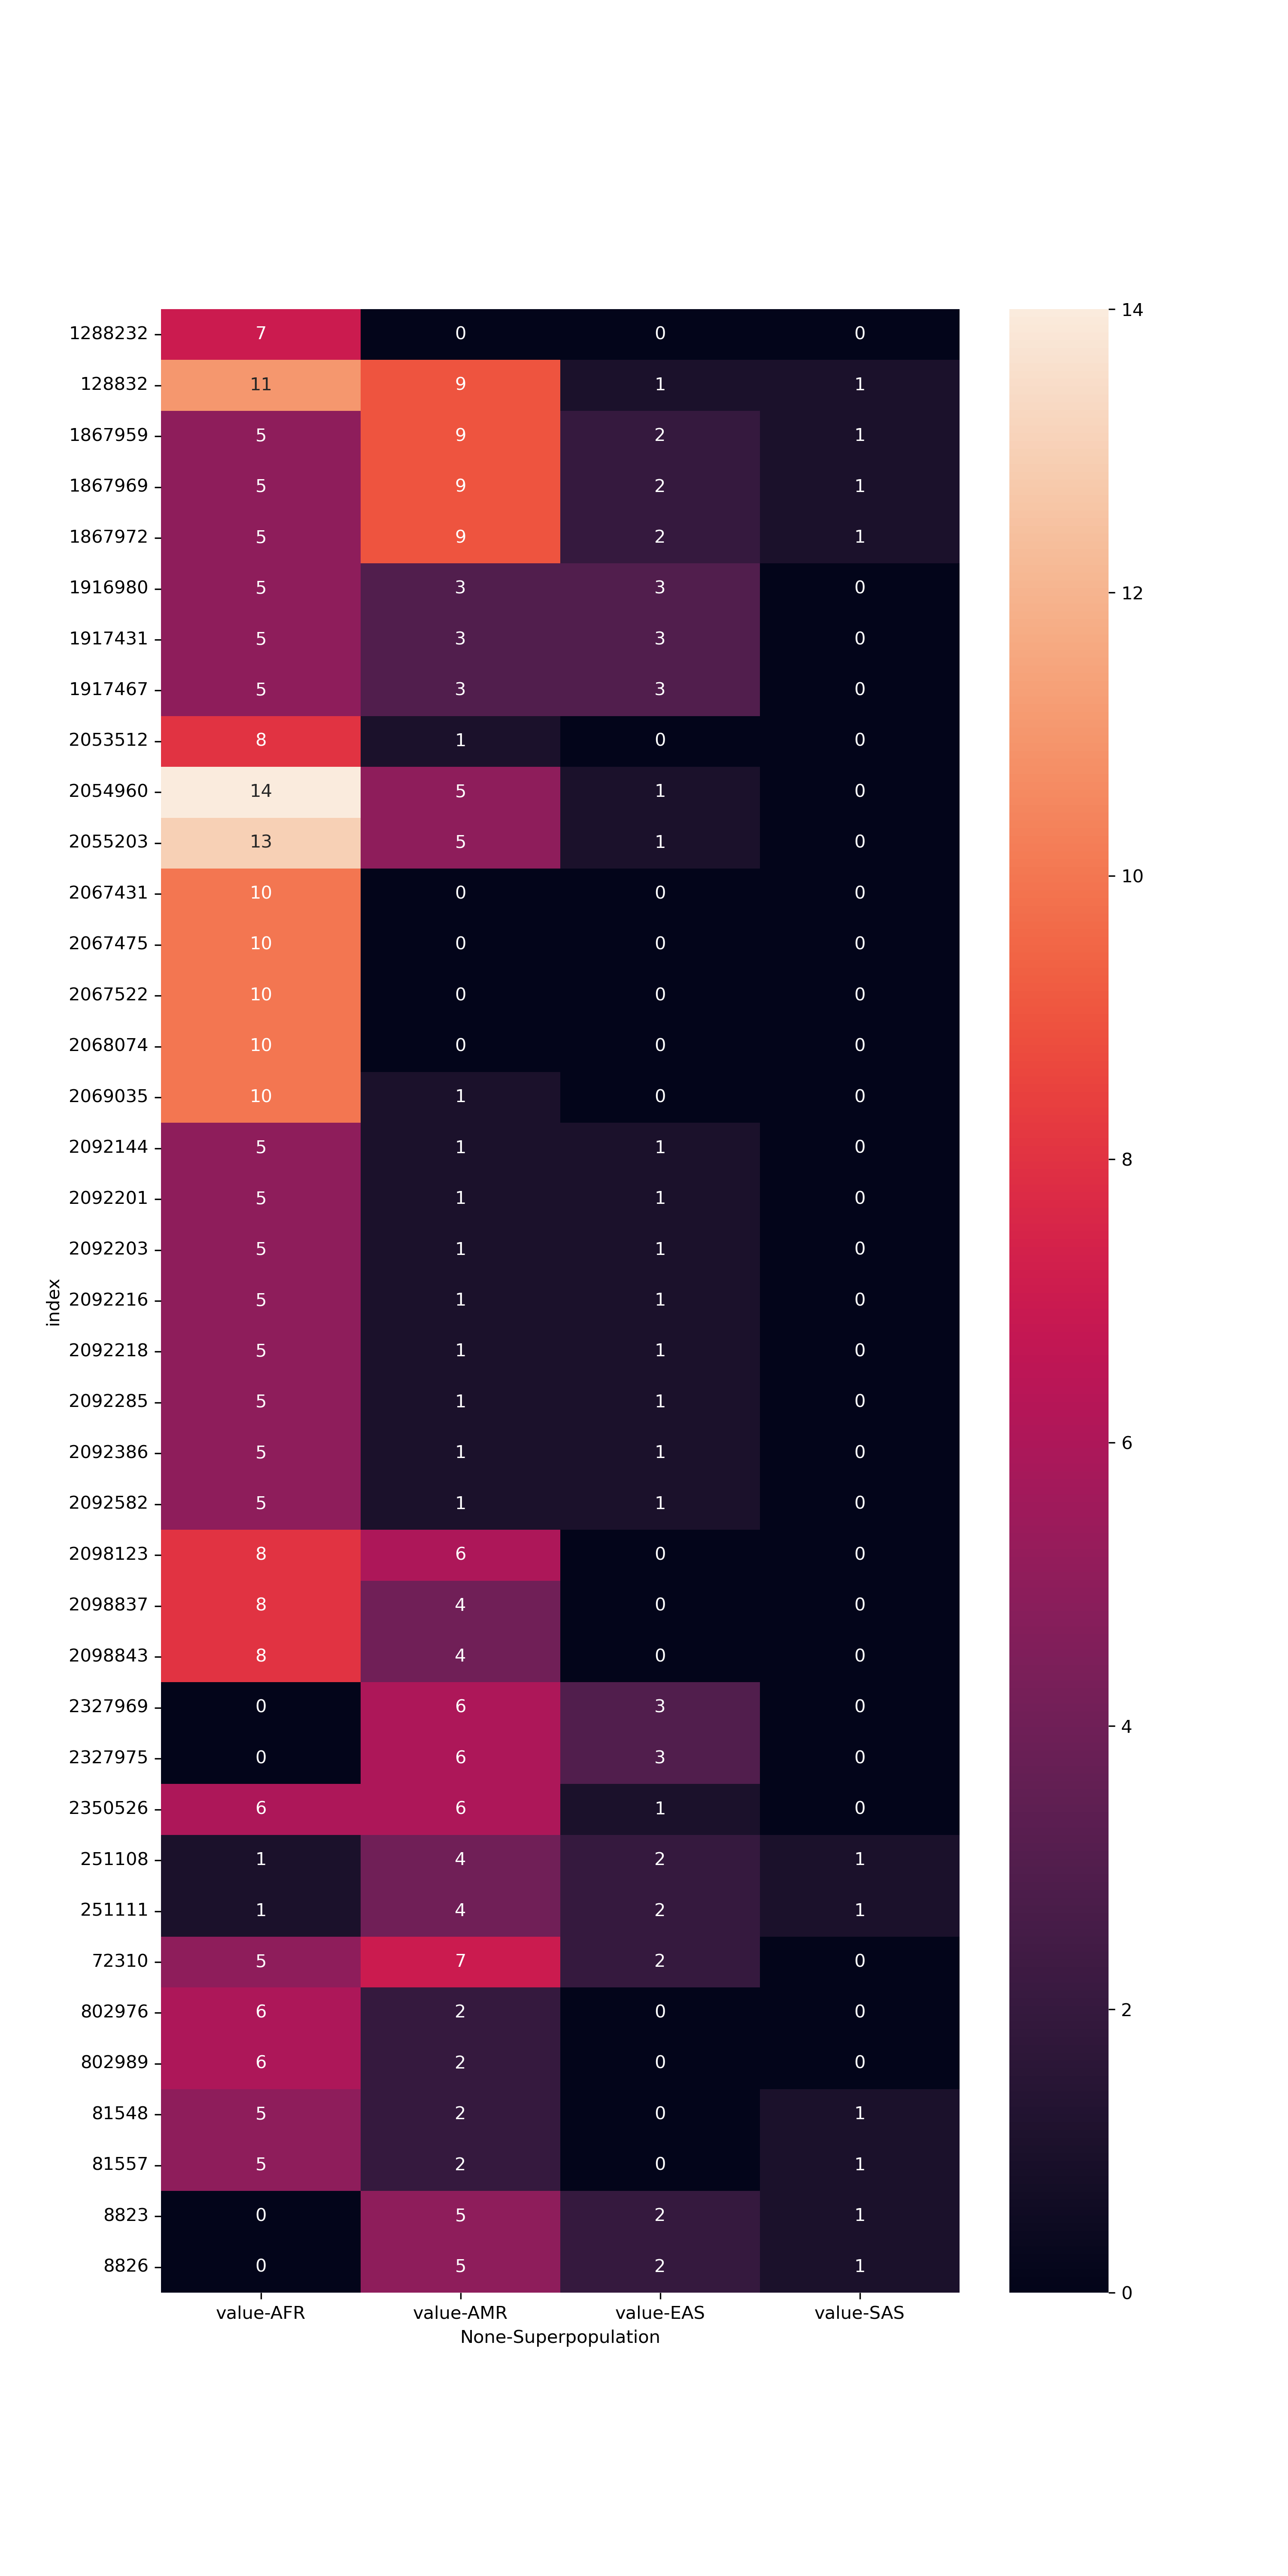 1288232 7 0 0 0
128832 11 9 1 1
1867959 5 9 2 1
1867969 5 9 2 1
1867972 5 9 2 1
1916980 5 3 3 0
1917431 5 3 3 0
1917467 5 3 3 0
2053512 8 1 0 0
2054960 14 5 1 0
2055203 13 5 1 0
2067431 10 0 0 0
2067475 10 0 0 0
2067522 10 0 0 0
2068074 10 0 0 0
2069035 10 1 0 0
2092144 5 1 1 0
2092201 5 1 1 0
2092203 5 1 1 0
2092216 5 1 1 0
2092218 5 1 1 0
2092285 5 1 1 0
2092386 5 1 1 0
2092582 5 1 1 0
2098123 8 6 0 0
2098837 8 4 0 0
2098843 8 4 0 0
2327969 0 6 3 0
2327975 0 6 3 0
2350526 6 6 1 0
251108 1 4 2 1
251111 1 4 2 1
72310 5 7 2 0
802976 6 2 0 0
802989 6 2 0 0
81548 5 2 0 1
81557 5 2 0 1
8823 0 5 2 1
8826 0 5 2 1
value-AFR value-AMR value-EAS value-SAS
None-Superpopulation
index
14
12
10
8
6
4
2
0